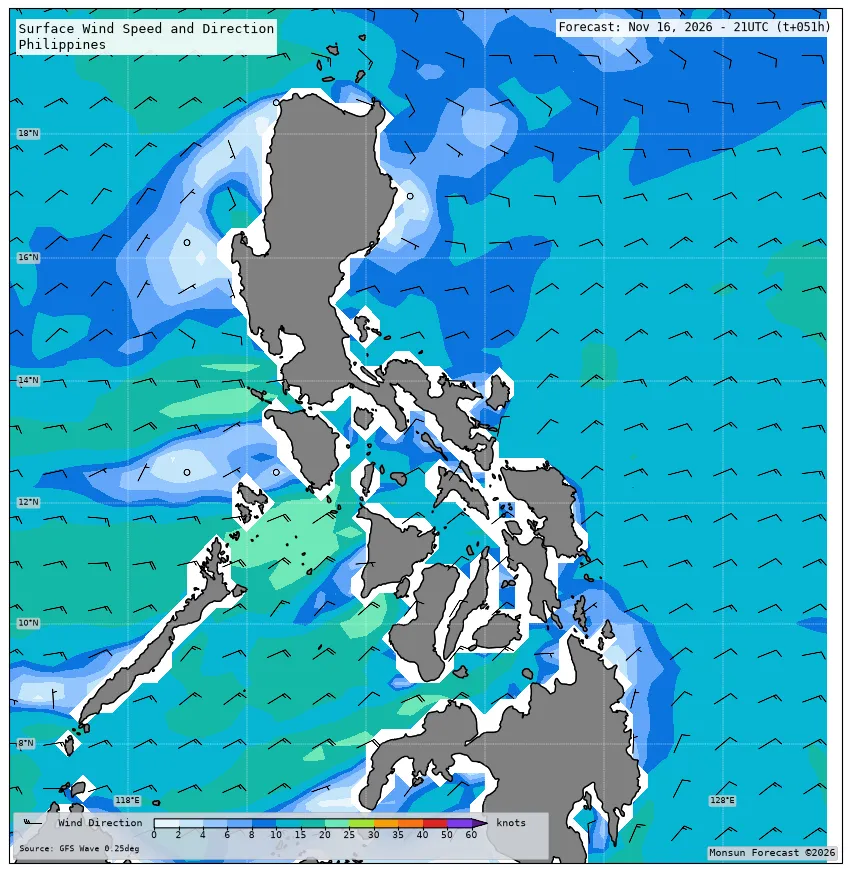 Surface Wind Speed and Direction
Philippines
Forecast: Nov 16, 2026 - 21UTC (t+051h)
18°N
16°N
14°N
12°N
10°N
8°N
118°E
128°E
Wind Direction
0 2 4 6 8 10 15 20 25 30 35 40 50 60
knots
Source: GFS Wave 0.25deg
Monsun Forecast ©2026